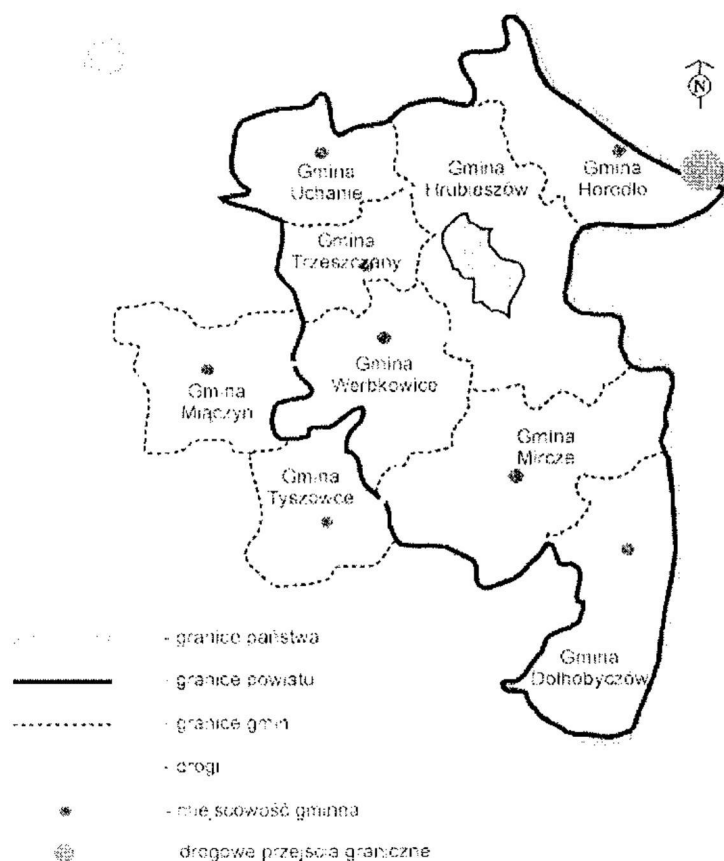 N
Gmina
Uchanie
Gmina
Hrubieszów
Gmina
Horodło
Gmina
Trzeszczany
Gmina
Werbkowice
Gmina
Miączyn
Gmina
Mircze
Gmina
Tyszowce
Gmina
Dołhobyczów
- granice państwa
- granice powiatu
- granice gmin
- drogi
- miejscowość gminna
drogowe przejścia graniczne